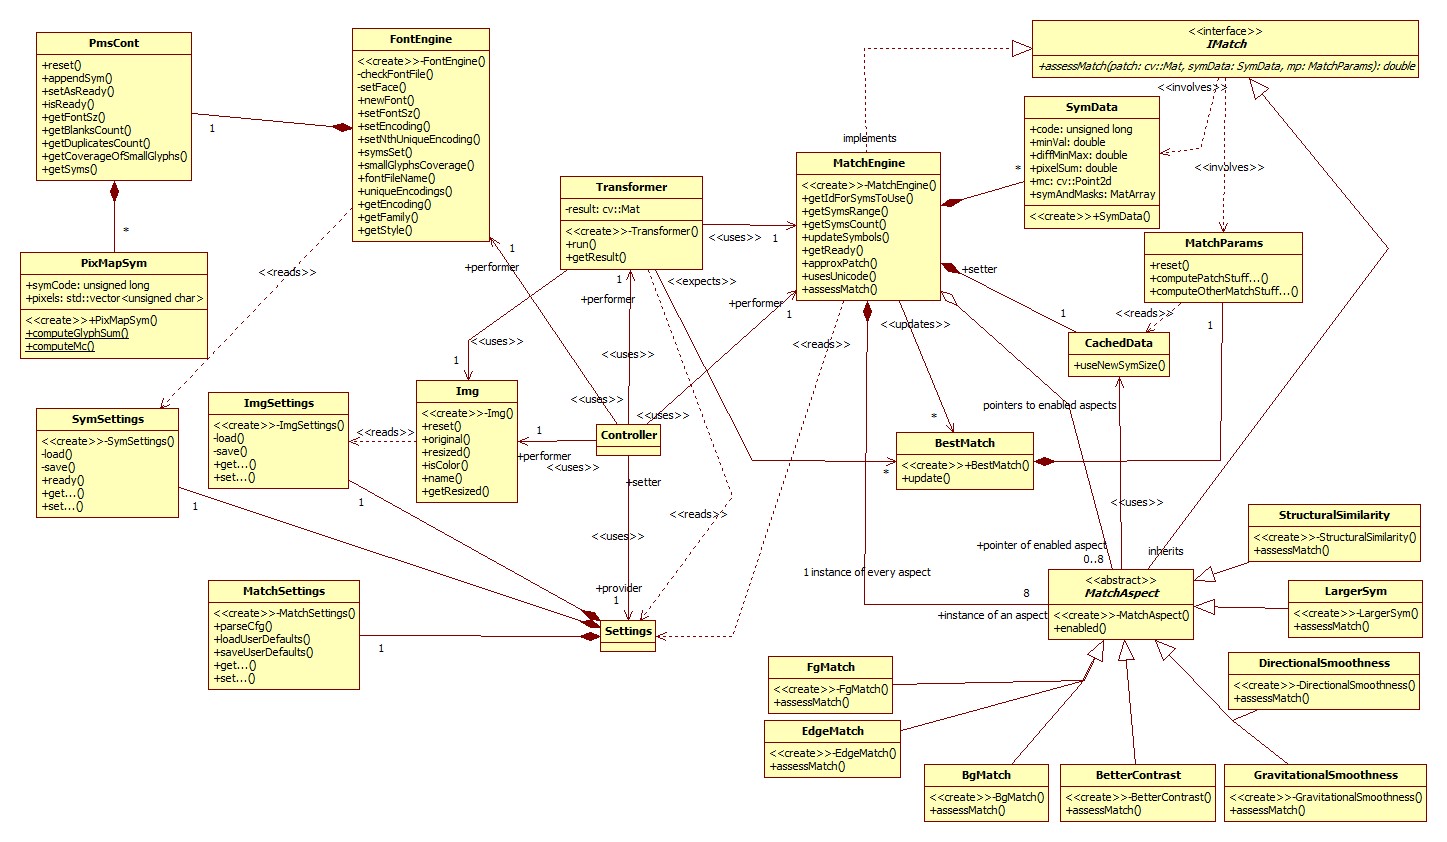 PmsCont
+reset()
+appendSym()
+setAsReady()
+isReady()
+getFontSz()
+getBlanksCount()
+getDuplicatesCount()
+getCoverageOfSmallGlyphs()
+getSyms()
1
*
FontEngine
<<create>>-FontEngine()
-checkFontFile()
-setFace()
+newFont()
+setFontSz()
+setEncoding()
+setNthUniqueEncoding()
+symsSet()
+smallGlyphsCoverage()
+fontFileName()
+uniqueEncodings()
+getEncoding()
+getFamily()
+getStyle()
<<reads>>
PixMapSym
+symCode: unsigned long
+pixels: std::vector<unsigned char>
<<create>>+PixMapSym()
+computeGlyphSum()
+computeMc()
Transformer
-result: cv::Mat
<<create>>-Transformer()
+run()
+getResult()
<<uses>>
1
1
+performer
+performer
<<expects>>
+performer
1
1
<<uses>>
1
<<uses>>
<<uses>>
<<uses>>
<<interface>>
IMatch
+assessMatch(patch: cv::Mat, symData: SymData, mp: MatchParams): double
<<involves>>
<<involves>>
implements
MatchEngine
<<create>>-MatchEngine()
+getIdForSymsToUse()
+getSymsRange()
+getSymsCount()
+updateSymbols()
+getReady()
+approxPatch()
+usesUnicode()
+assessMatch()
*
SymData
+code: unsigned long
+minVal: double
+diffMinMax: double
+pixelSum: double
+mc: cv::Point2d
+symAndMasks: MatArray
<<create>>+SymData()
MatchParams
+reset()
+computePatchStuff...()
+computeOtherMatchStuff...()
+setter
1
<<reads>>
1
CachedData
+useNewSymSize()
<<updates>>
<<reads>>
*
*
pointers to enabled aspects
BestMatch
<<create>>+BestMatch()
+update()
Img
<<create>>-Img()
+reset()
+original()
+resized()
+isColor()
+name()
+getResized()
<<reads>>
1
+performer
<<uses>>
Controller
+setter
<<uses>>
<<reads>>
+provider
1
Settings
SymSettings
<<create>>-SymSettings()
-load()
-save()
+ready()
+get...()
+set...()
1
ImgSettings
<<create>>-ImgSettings()
-load()
-save()
+get...()
+set...()
1
MatchSettings
<<create>>-MatchSettings()
+parseCfg()
+loadUserDefaults()
+saveUserDefaults()
+get...()
+set...()
1
<<uses>>
+pointer of enabled aspect
0..8
inherits
1 instance of every aspect
8
+instance of an aspect
<<abstract>>
MatchAspect
<<create>>-MatchAspect()
+enabled()
StructuralSimilarity
<<create>>-StructuralSimilarity()
+assessMatch()
LargerSym
<<create>>-LargerSym()
+assessMatch()
DirectionalSmoothness
<<create>>-DirectionalSmoothness()
+assessMatch()
FgMatch
<<create>>-FgMatch()
+assessMatch()
EdgeMatch
<<create>>-EdgeMatch()
+assessMatch()
BgMatch
<<create>>-BgMatch()
+assessMatch()
BetterContrast
<<create>>-BetterContrast()
+assessMatch()
GravitationalSmoothness
<<create>>-GravitationalSmoothness()
+assessMatch()